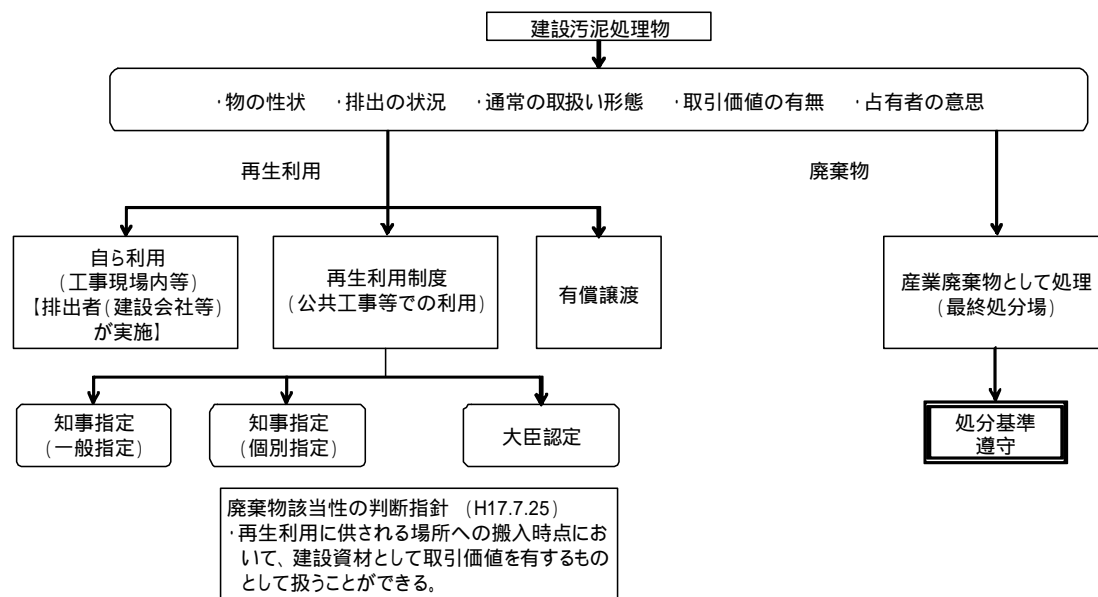 建設汚泥処理物
・物の性状 ・排出の状況 ・通常の取扱い形態 ・取引価値の有無 ・占有者の意思
再生利用
廃棄物
自ら利用
(工事現場内等)
【排出者(建設会社等)
が実施】
再生利用制度
(公共工事等での利用)
有償譲渡
産業廃棄物として処理
(最終処分場)
知事指定
(一般指定)
知事指定
(個別指定)
大臣認定
処分基準
遵守
廃棄物該当性の判断指針 (H17.7.25)
・再生利用に供される場所への搬入時点にお
いて、建設資材として取引価値を有するもの
として扱うことができる。